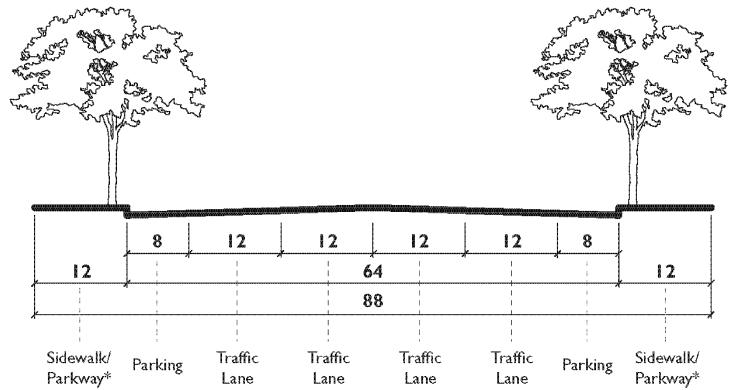 8 12 12 12 12 8
12 64 12
88
Sidewalk/ Parking Traffic Traffic Traffic Traffic Parking Sidewalk/
Parkway* Lane Lane Lane Lane Parkway*